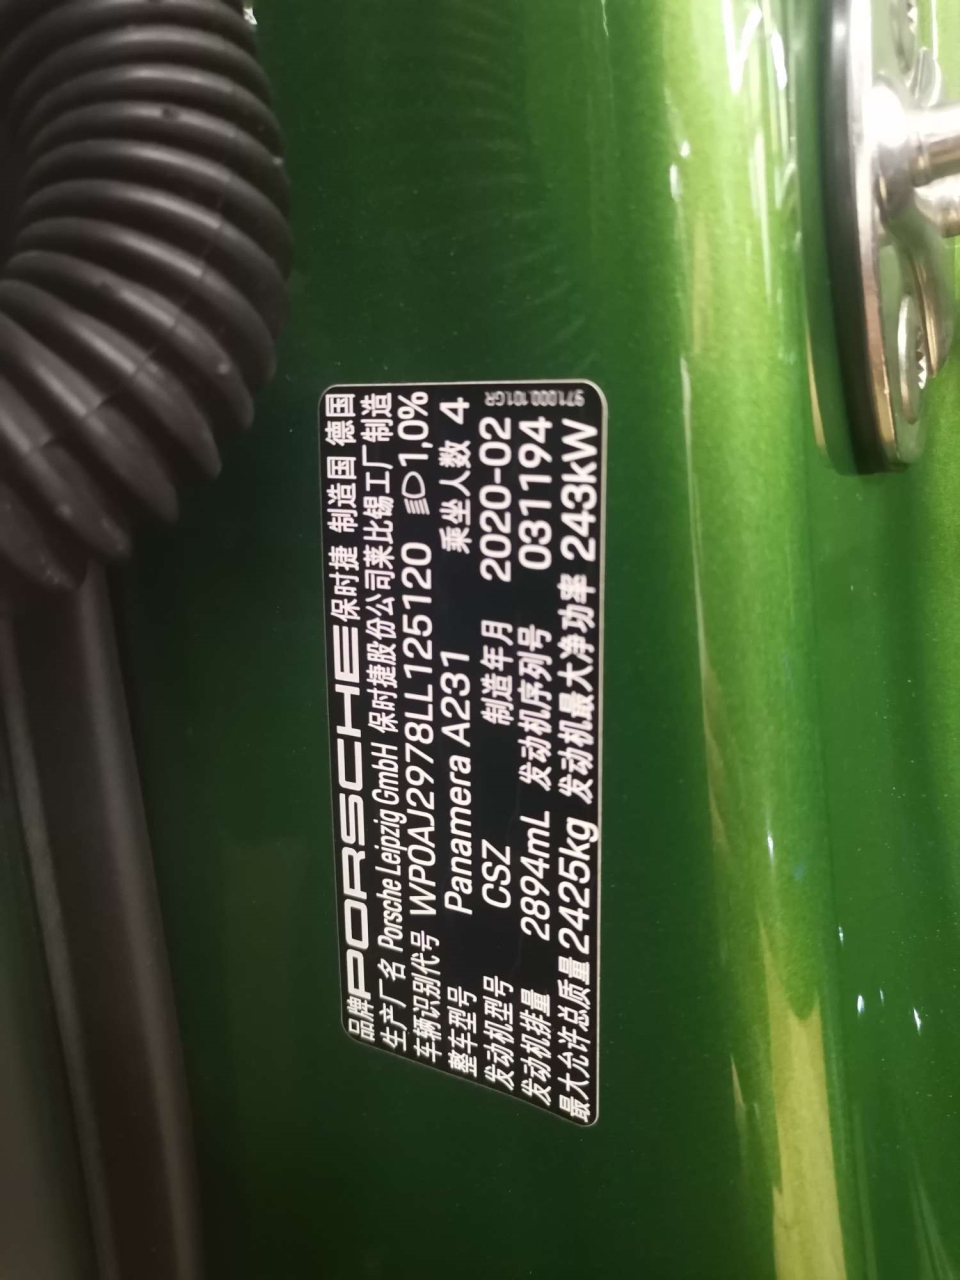 品牌 PORSCHE 保时捷 制造国 德国
生产厂名 Porsche Leipzig GmbH 保时捷股份公司莱比锡工厂制造
车辆识别代号 WP0AJ2978LL125120 1,0%
整车型号 Panamera A231 乘坐人数 4
发动机型号 CSZ 制造年月 2020-02
发动机排量 2894mL 发动机序列号 031194
最大允许总质量 2425kg 发动机最大净功率 243kW
971.000.101.GR